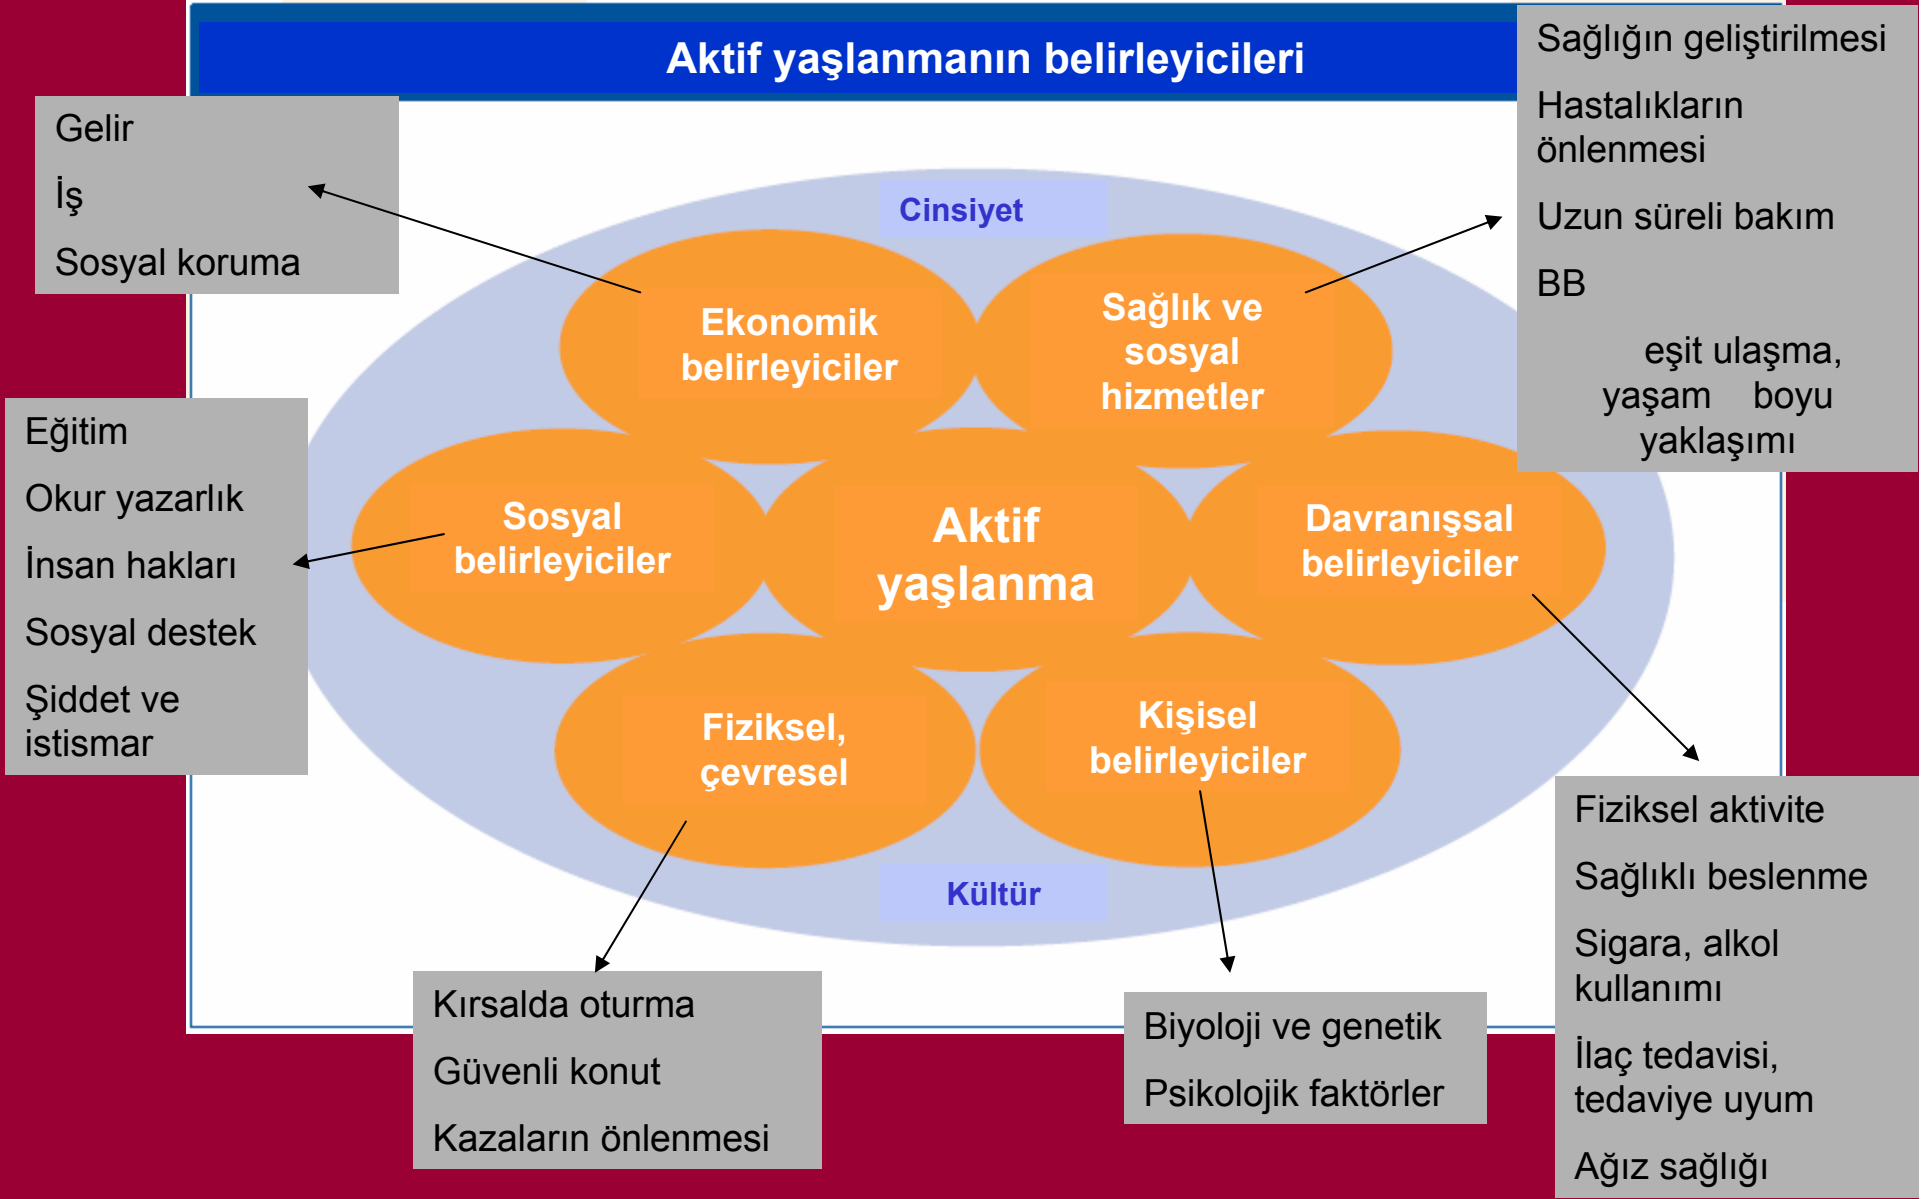 Aktif yaşlanmanın belirleyicileri
Gelir
İş
Sosyal koruma
Sağlığın geliştirilmesi
Hastalıkların
önlenmesi
Uzun süreli bakım
BB
eşit ulaşma,
yaşam boyu
yaklaşımı
Cinsiyet
Ekonomik
belirleyiciler
Sağlık ve
sosyal
hizmetler
Eğitim
Okur yazarlık
İnsan hakları
Sosyal destek
Şiddet ve
istismar
Sosyal
belirleyiciler
Aktif
yaşlanma
Davranışsal
belirleyiciler
Fiziksel,
çevresel
Kişisel
belirleyiciler
Kültür
Kırsalda oturma
Güvenli konut
Kazaların önlenmesi
Biyoloji ve genetik
Psikolojik faktörler
Fiziksel aktivite
Sağlıklı beslenme
Sigara, alkol
kullanımı
İlaç tedavisi,
tedaviye uyum
Ağız sağlığı